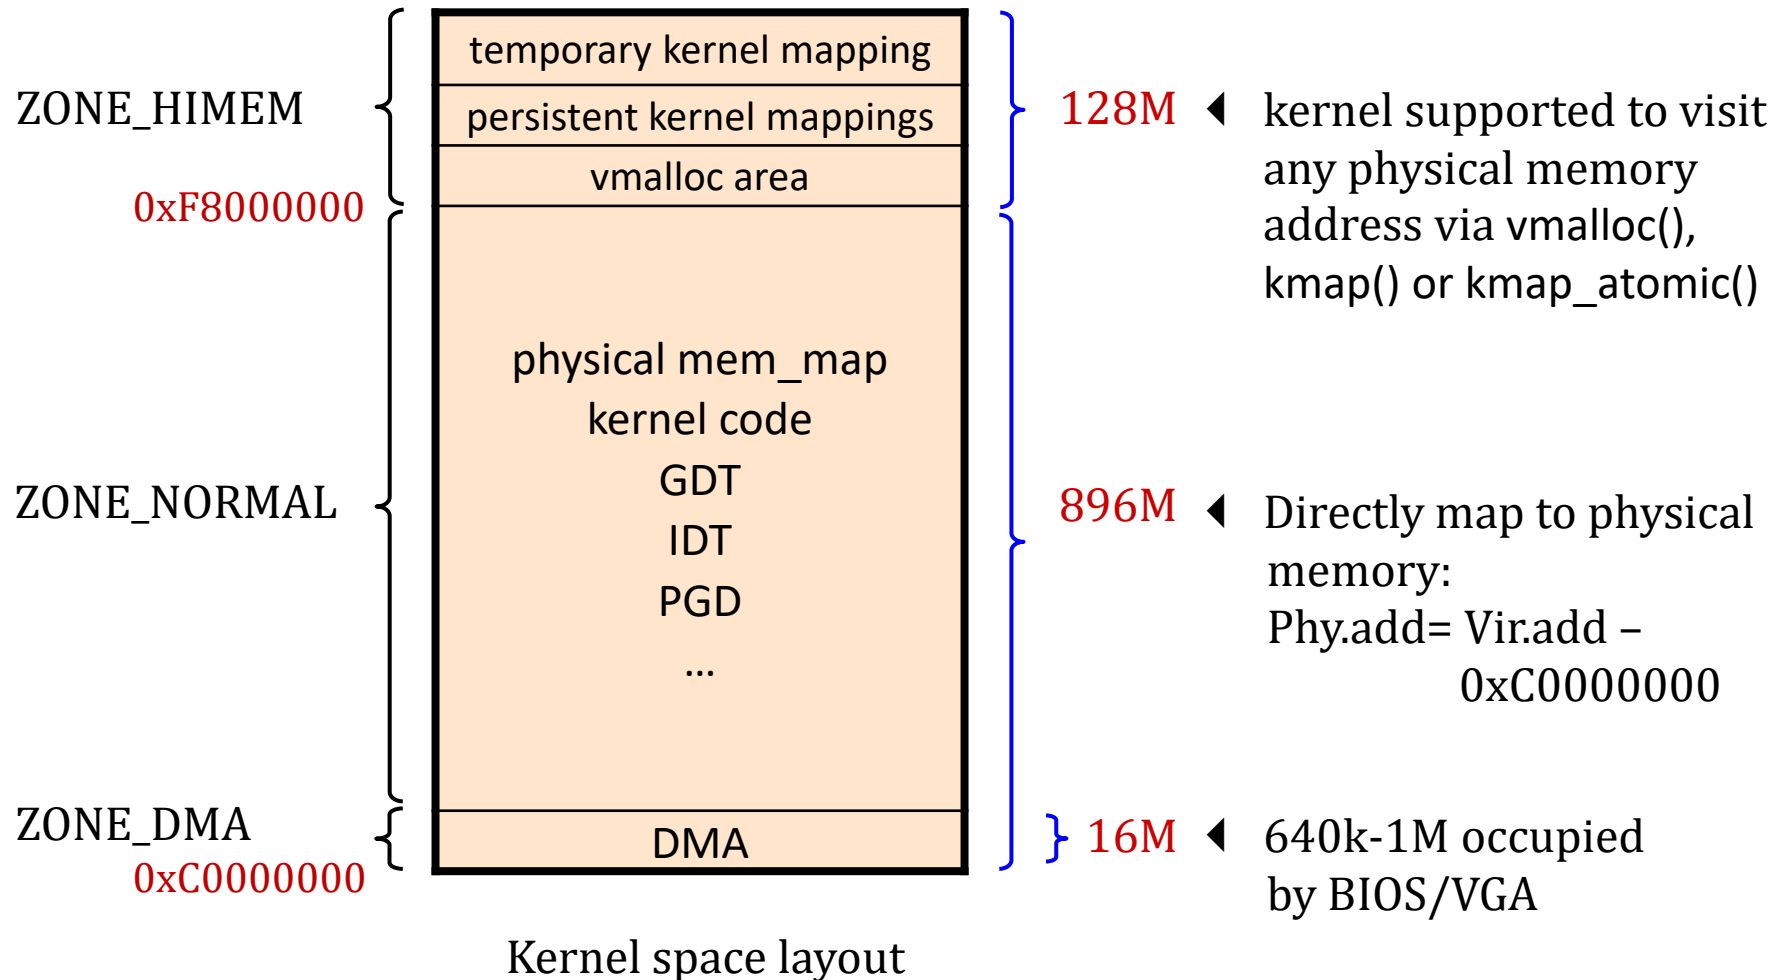 temporary kernel mapping
persistent kernel mappings
vmalloc area
ZONE_HIMEM
0xF8000000
128M ◀ kernel supported to visit
any physical memory
address via vmalloc(),
kmap() or kmap_atomic()
physical mem_map
kernel code
GDT
IDT
PGD
...
ZONE_NORMAL
896M ◀ Directly map to physical
memory:
Phy.add= Vir.add –
0xC0000000
ZONE_DMA
0xC0000000
DMA
16M ◀ 640k-1M occupied
by BIOS/VGA
Kernel space layout